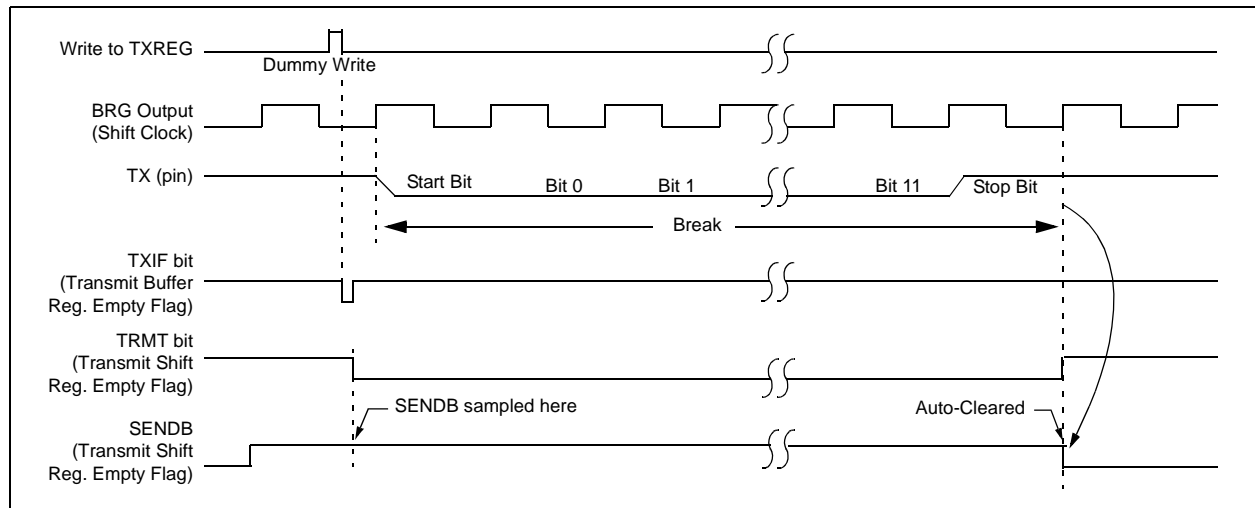 Write to TXREG
Dummy Write
BRG Output
(Shift Clock)
TX (pin)
Start Bit
Bit 0
Bit 1
Bit 11
Stop Bit
Break
TXIF bit
(Transmit Buffer
Reg. Empty Flag)
TRMT bit
(Transmit Shift
Reg. Empty Flag)
SENDB sampled here
Auto-Cleared
SENDB
(Transmit Shift
Reg. Empty Flag)